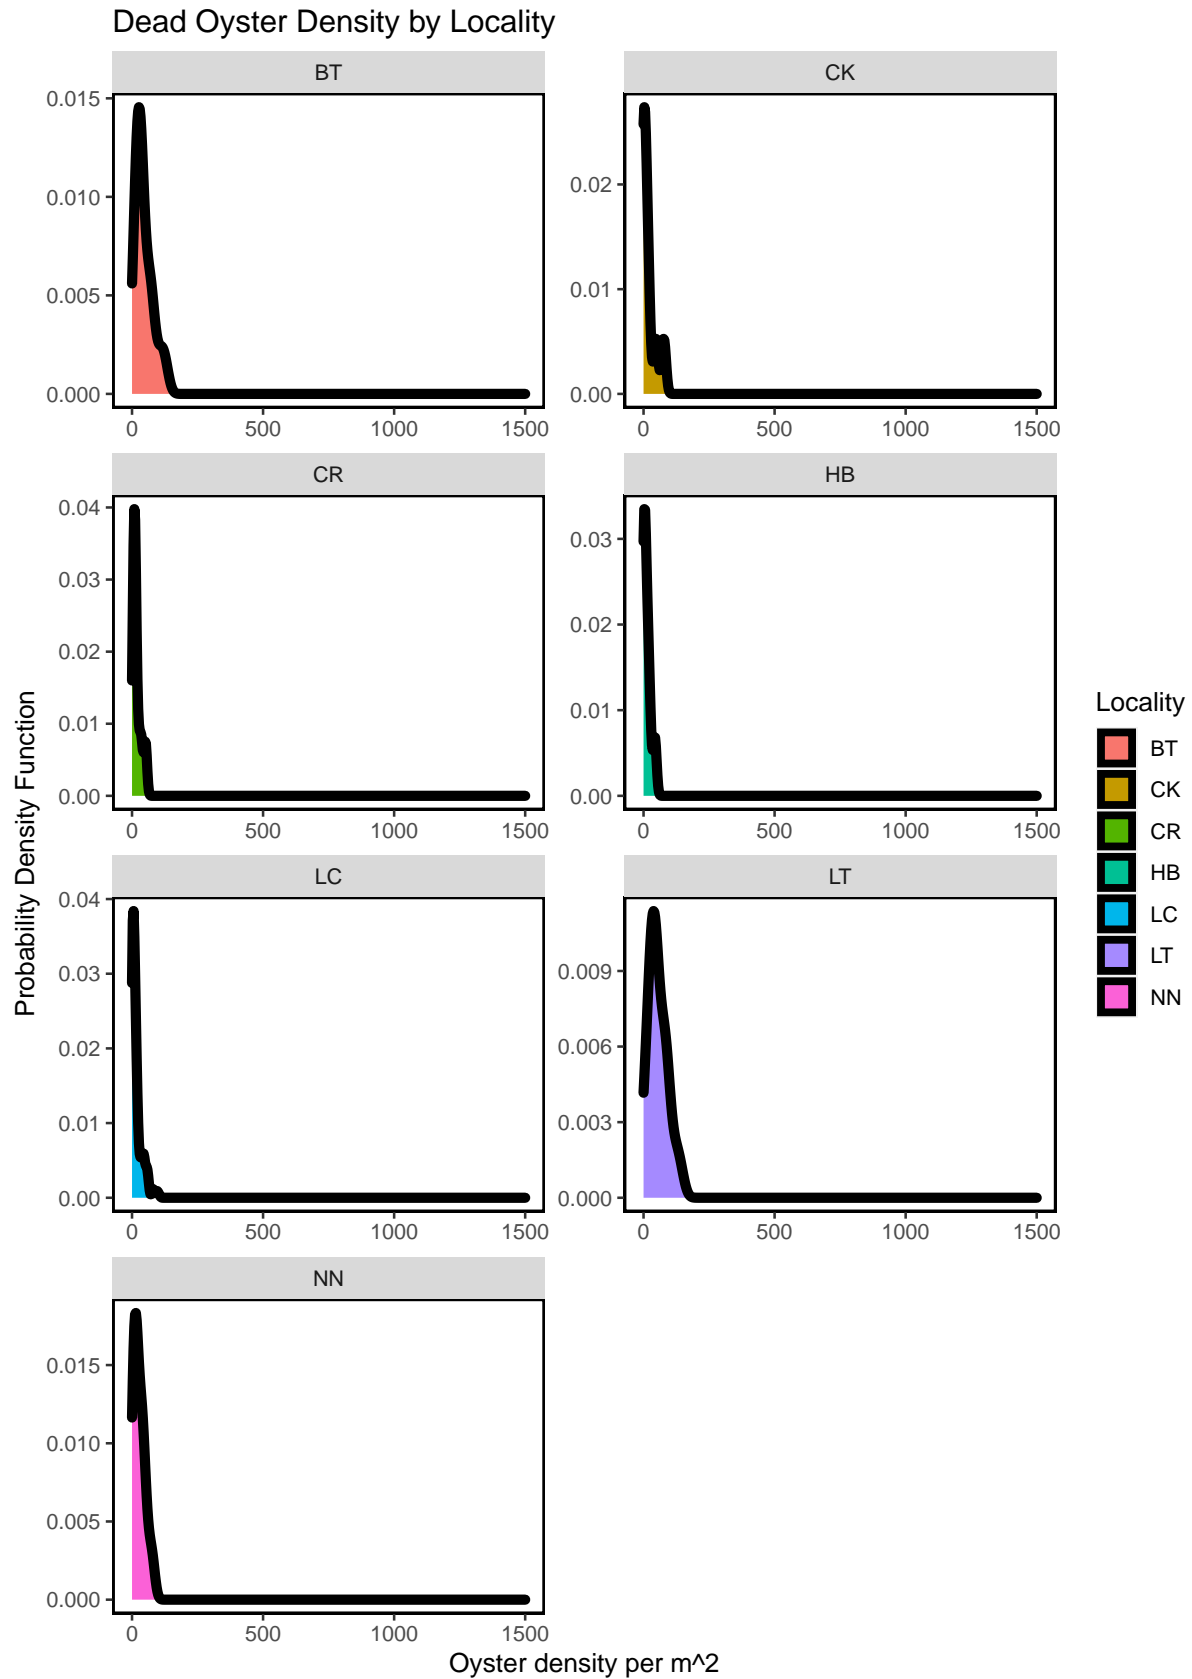 Dead Oyster Density by Locality
BT
CK
0.015
0.010
0.005
0.000
0.02
0.01
0.00
0 500 1000 1500
0 500 1000 1500
CR
HB
0.04
0.03
0.02
0.01
0.00
0.03
0.02
0.01
0.00
0 500 1000 1500
0 500 1000 1500
LC
LT
0.04
0.03
0.02
0.01
0.00
0.009
0.006
0.003
0.000
0 500 1000 1500
0 500 1000 1500
NN
0.015
0.010
0.005
0.000
0 500 1000 1500
Oyster density per m^2
Probability Density Function
Locality
BT
CK
CR
HB
LC
LT
NN